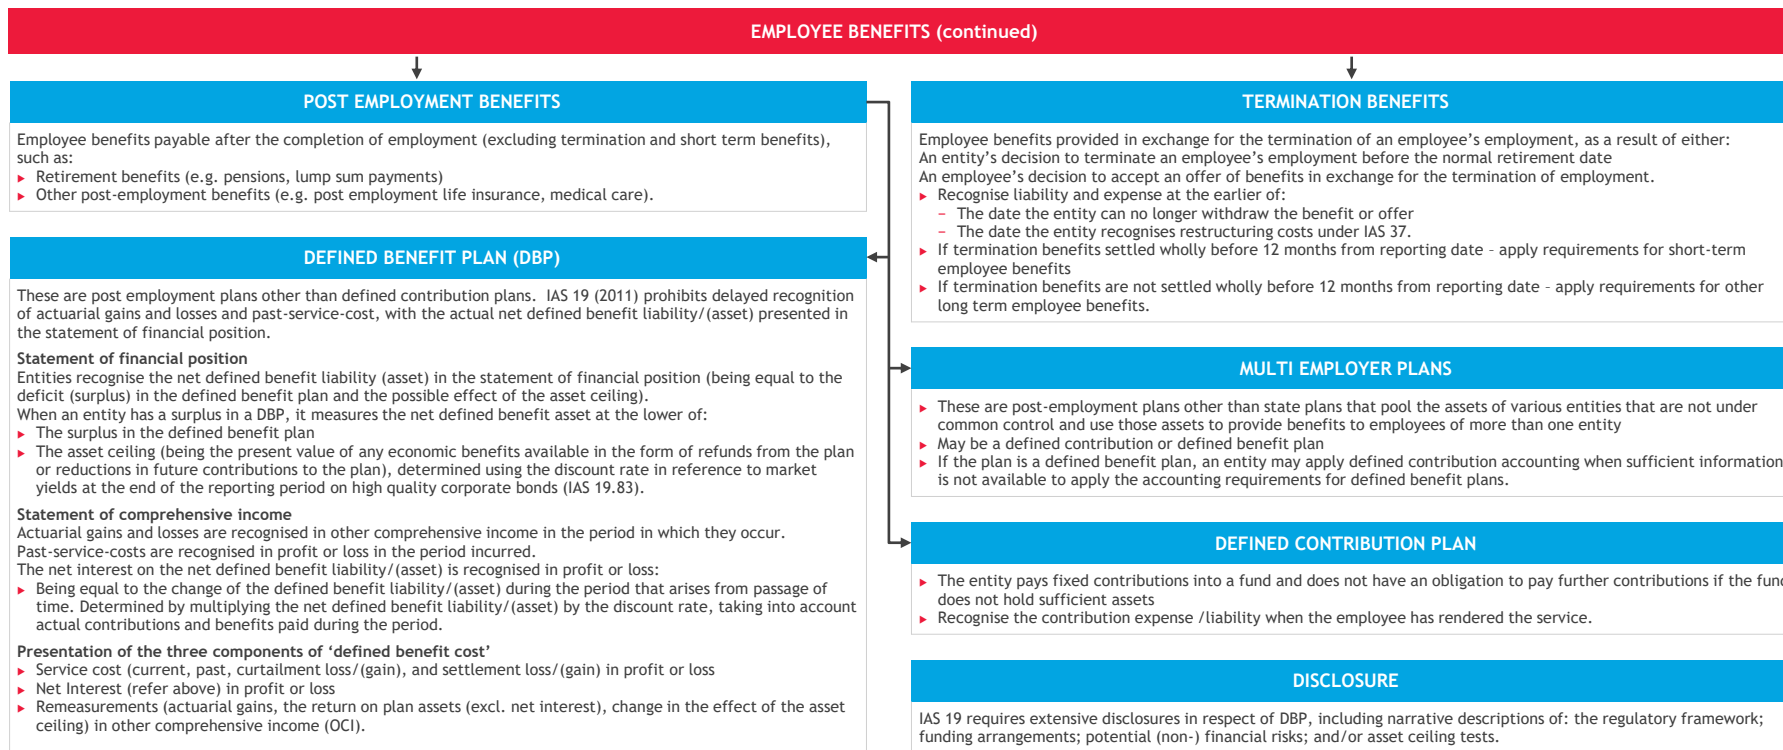 EMPLOYEE BENEFITS (continued)
POST EMPLOYMENT BENEFITS
Employee benefits payable after the completion of employment (excluding termination and short term benefits),
such as:
► Retirement benefits (e.g. pensions, lump sum payments)
► Other post-employment benefits (e.g. post employment life insurance, medical care).
DEFINED BENEFIT PLAN (DBP)
These are post employment plans other than defined contribution plans. IAS 19 (2011) prohibits delayed recognition
of actuarial gains and losses and past-service-cost, with the actual net defined benefit liability/(asset) presented in
the statement of financial position.
Statement of financial position
Entities recognise the net defined benefit liability (asset) in the statement of financial position (being equal to the
deficit (surplus) in the defined benefit plan and the possible effect of the asset ceiling).
When an entity has a surplus in a DBP, it measures the net defined benefit asset at the lower of:
► The surplus in the defined benefit plan
► The asset ceiling (being the present value of any economic benefits available in the form of refunds from the plan
or reductions in future contributions to the plan), determined using the discount rate in reference to market
yields at the end of the reporting period on high quality corporate bonds (IAS 19.83).
Statement of comprehensive income
Actuarial gains and losses are recognised in other comprehensive income in the period in which they occur.
Past-service-costs are recognised in profit or loss in the period incurred.
The net interest on the net defined benefit liability/(asset) is recognised in profit or loss:
► Being equal to the change of the defined benefit liability/(asset) during the period that arises from passage of
time. Determined by multiplying the net defined benefit liability/(asset) by the discount rate, taking into account
actual contributions and benefits paid during the period.
Presentation of the three components of ‘defined benefit cost’
► Service cost (current, past, curtailment loss/(gain), and settlement loss/(gain) in profit or loss
► Net Interest (refer above) in profit or loss
► Remeasurements (actuarial gains, the return on plan assets (excl. net interest), change in the effect of the asset
ceiling) in other comprehensive income (OCI).
TERMINATION BENEFITS
Employee benefits provided in exchange for the termination of an employee’s employment, as a result of either:
An entity’s decision to terminate an employee’s employment before the normal retirement date
An employee’s decision to accept an offer of benefits in exchange for the termination of employment.
► Recognise liability and expense at the earlier of:
− The date the entity can no longer withdraw the benefit or offer
− The date the entity recognises restructuring costs under IAS 37.
► If termination benefits settled wholly before 12 months from reporting date – apply requirements for short-term
employee benefits
► If termination benefits are not settled wholly before 12 months from reporting date – apply requirements for other
long term employee benefits.
MULTI EMPLOYER PLANS
► These are post-employment plans other than state plans that pool the assets of various entities that are not under
common control and use those assets to provide benefits to employees of more than one entity
► May be a defined contribution or defined benefit plan
► If the plan is a defined benefit plan, an entity may apply defined contribution accounting when sufficient information
is not available to apply the accounting requirements for defined benefit plans.
DEFINED CONTRIBUTION PLAN
► The entity pays fixed contributions into a fund and does not have an obligation to pay further contributions if the fund
does not hold sufficient assets
► Recognise the contribution expense /liability when the employee has rendered the service.
DISCLOSURE
IAS 19 requires extensive disclosures in respect of DBP, including narrative descriptions of: the regulatory framework;
funding arrangements; potential (non-) financial risks; and/or asset ceiling tests.